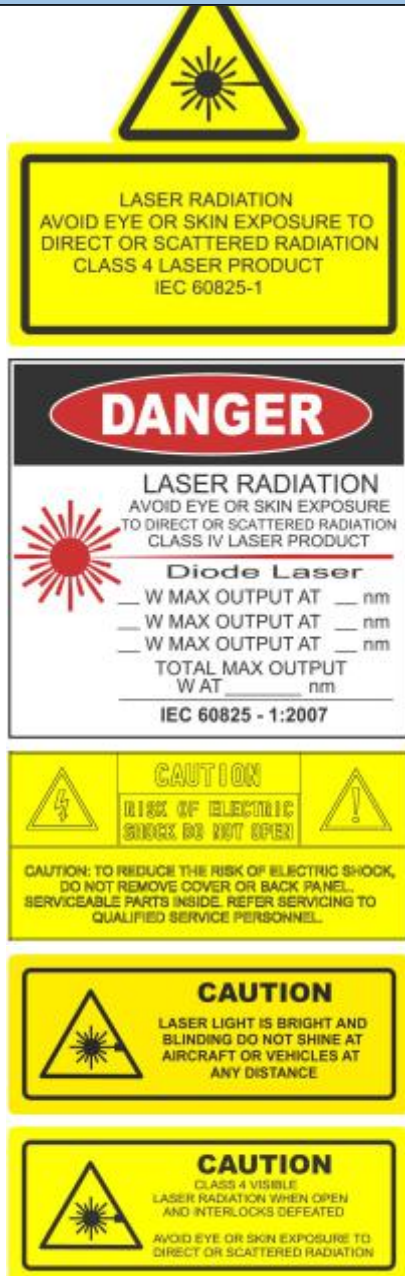 LASER RADIATION
AVOID EYE OR SKIN EXPOSURE TO
DIRECT OR SCATTERED RADIATION
CLASS 4 LASER PRODUCT
IEC 60825-1
DANGER
LASER RADIATION
AVOID EYE OR SKIN EXPOSURE
TO DIRECT OR SCATTERED RADIATION
CLASS IV LASER PRODUCT
Diode Laser
__ W MAX OUTPUT AT __ nm
__ W MAX OUTPUT AT __ nm
__ W MAX OUTPUT AT __ nm
TOTAL MAX OUTPUT
W AT_______ nm
IEC 60825 - 1:2007
CAUTION
RISK OF ELECTRIC
SHOCK DO NOT OPEN
CAUTION: TO REDUCE THE RISK OF ELECTRIC SHOCK,
DO NOT REMOVE COVER OR BACK PANEL.
SERVICEABLE PARTS INSIDE. REFER SERVICING TO
QUALIFIED SERVICE PERSONNEL.
CAUTION
LASER LIGHT IS BRIGHT AND
BLINDING DO NOT SHINE AT
AIRCRAFT OR VEHICLES AT
ANY DISTANCE
CAUTION
CLASS 4 VISIBLE
LASER RADIATION WHEN OPEN
AND INTERLOCKS DEFEATED
AVOID EYE OR SKIN EXPOSURE TO
DIRECT OR SCATTERED RADIATION